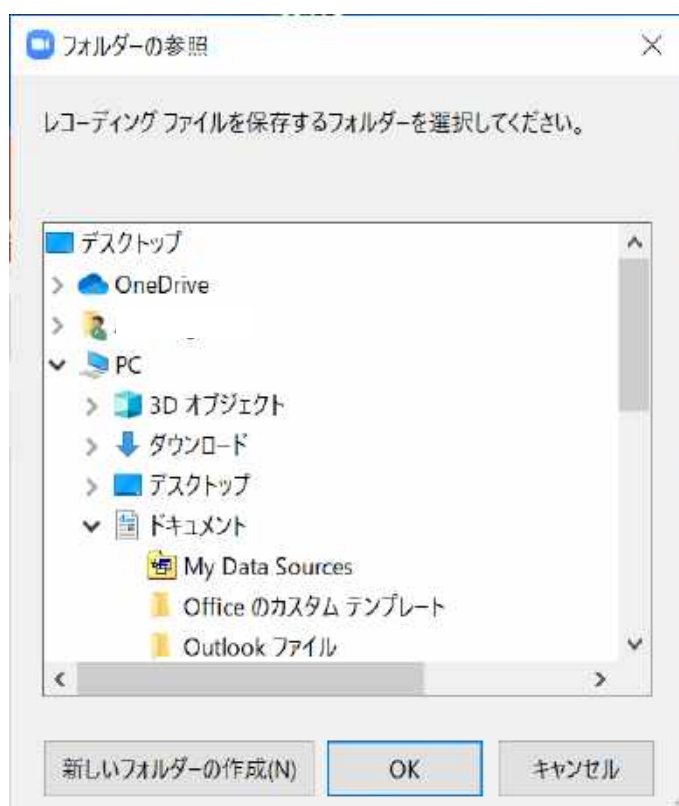 フォルダーの参照
レコーディング ファイルを保存するフォルダーを選択してください。
デスクトップ
OneDrive
PC
3D オブジェクト
ダウンロード
デスクトップ
ドキュメント
My Data Sources
Office のカスタム テンプレート
Outlook ファイル
新しいフォルダーの作成(N) OK キャンセル